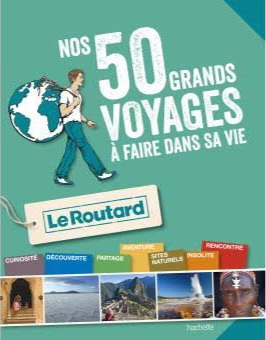 NOS
50
GRANDS
VOYAGES
À FAIRE DANS SA VIE
Le Routard
AVENTURE
RENCONTRE
CURIOSITÉ
DÉCOUVERTE
PARTAGE
SITES
NATURELS
INSOLITE
hachette